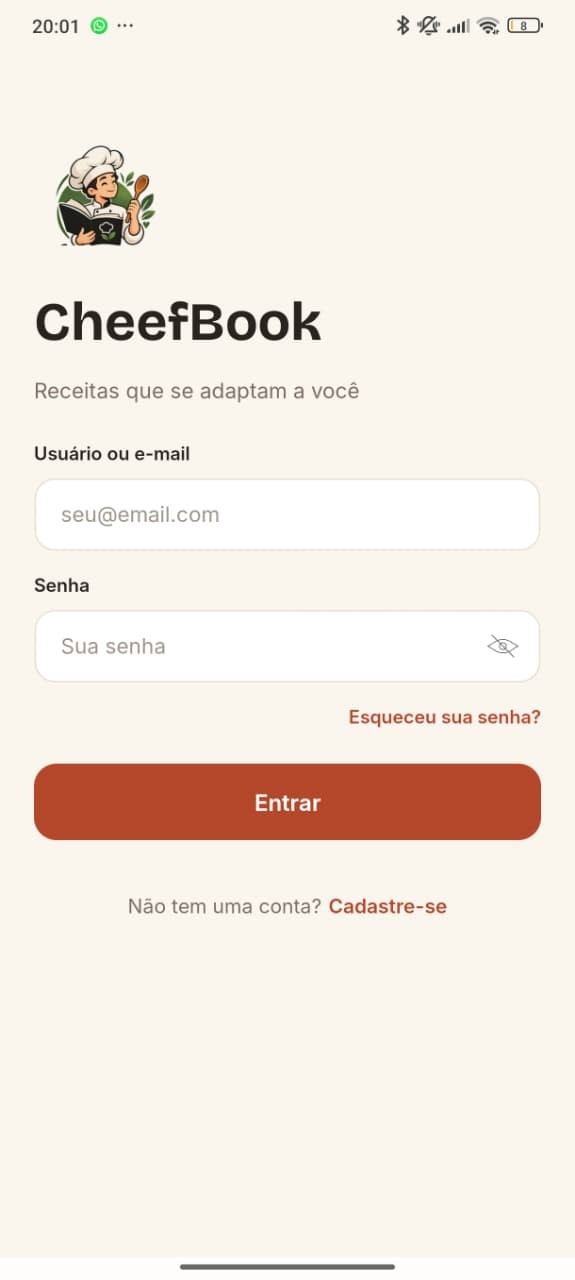 20:01
8
CheefBook
Receitas que se adaptam a você
Usuário ou e-mail
seu@email.com
Senha
Sua senha
Esqueceu sua senha?
Entrar
Não tem uma conta? Cadastre-se